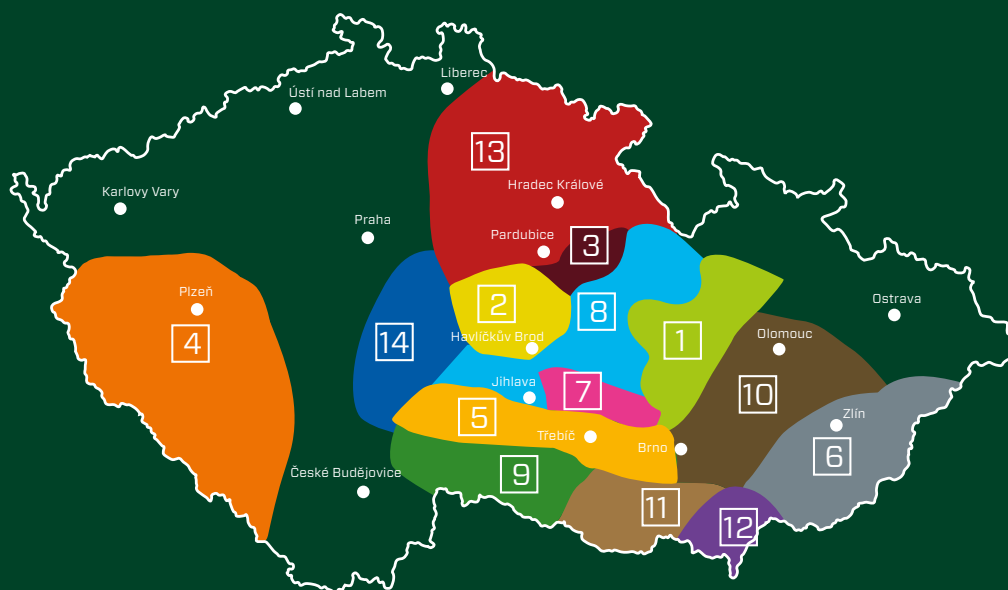 Liberec
Ústí nad Labem
13
Karlovy Vary
Hradec Králové
Praha
Pardubice
3
Plzeň
2
8
Ostrava
4
14
Havlíčkův Brod
1
Olomouc
Jihlava
7
10
5
Zlín
Třebíč
Brno
6
České Budějovice
9
11
12